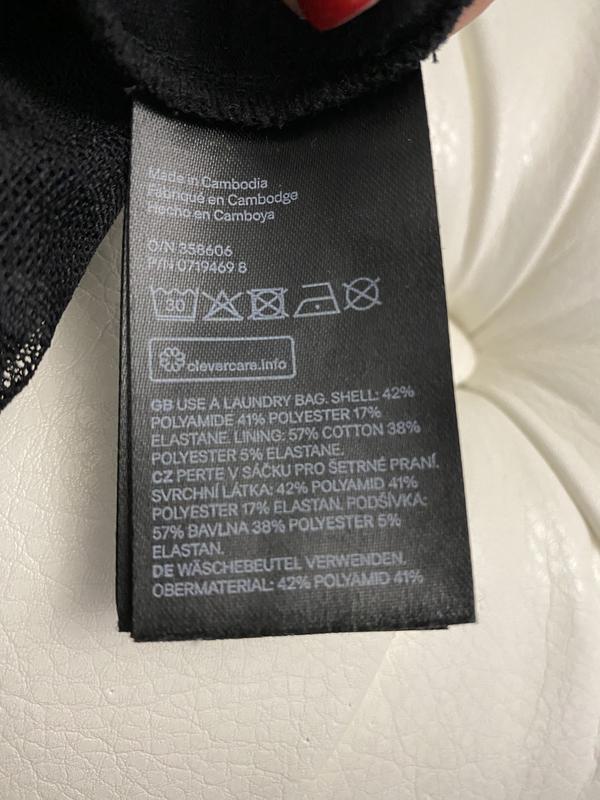 Made in Cambodia
Fabriqué en Cambodge
Hecho en Camboya
O/N 358606
P/N 0719469 8
30
clevercare.info
GB USE A LAUNDRY BAG. SHELL: 42%
POLYAMIDE 41% POLYESTER 17%
ELASTANE. LINING: 57% COTTON 38%
POLYESTER 5% ELASTANE.
CZ PERTE V SÁČKU PRO ŠETRNÉ PRANÍ.
SVRCHNÍ LÁTKA: 42% POLYAMID 41%
POLYESTER 17% ELASTAN. PODŠÍVKA:
57% BAVLNA 38% POLYESTER 5%
ELASTAN.
DE WÄSCHEBEUTEL VERWENDEN.
OBERMATERIAL: 42% POLYAMID 41%